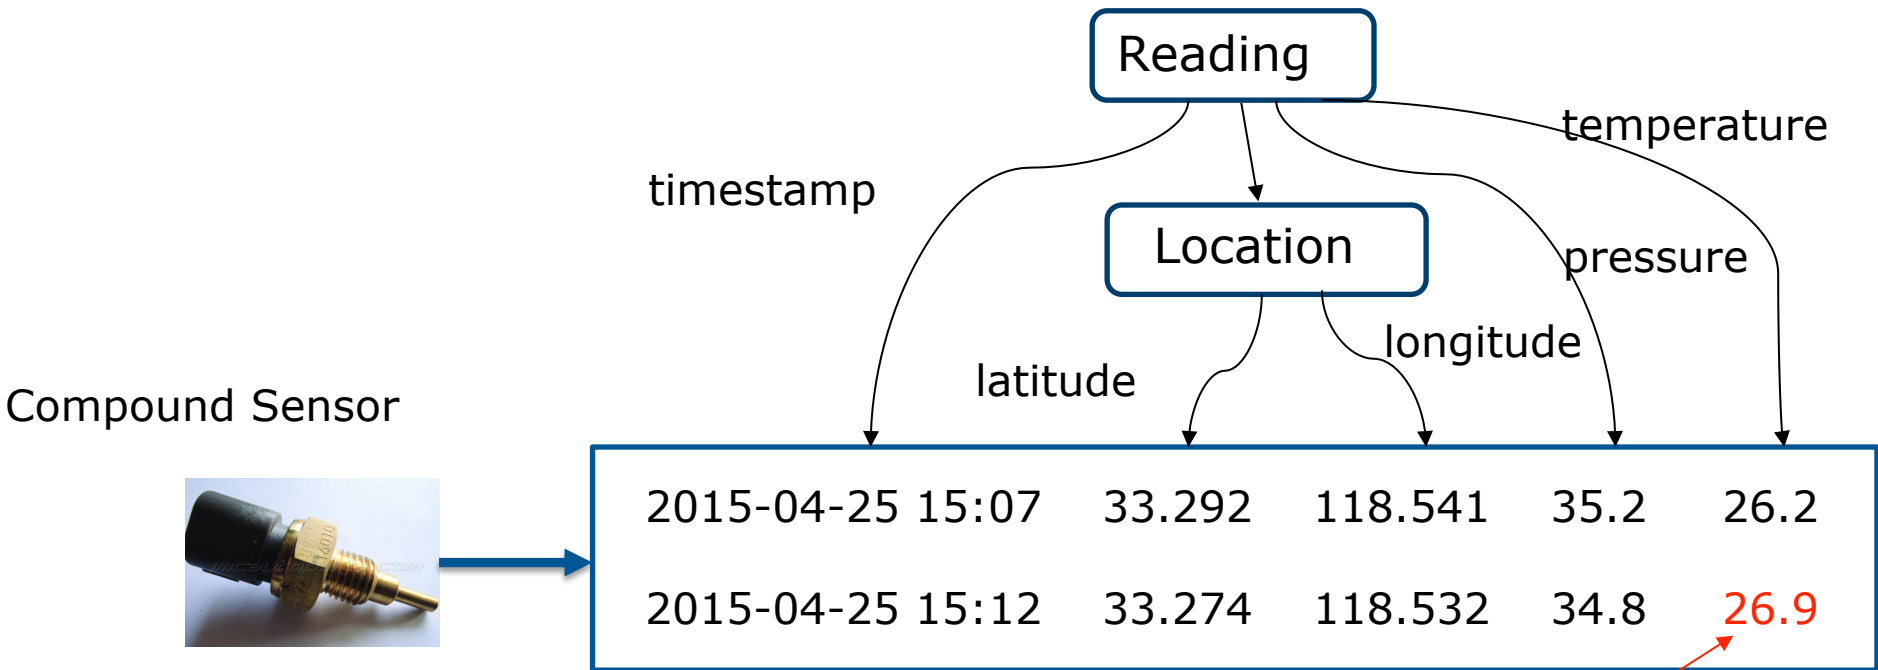 Reading
temperature
timestamp
Location
pressure
longitude
latitude
Compound Sensor
2015-04-25 15:07 33.292 118.541 35.2 26.2
2015-04-25 15:12 33.274 118.532 34.8 26.9